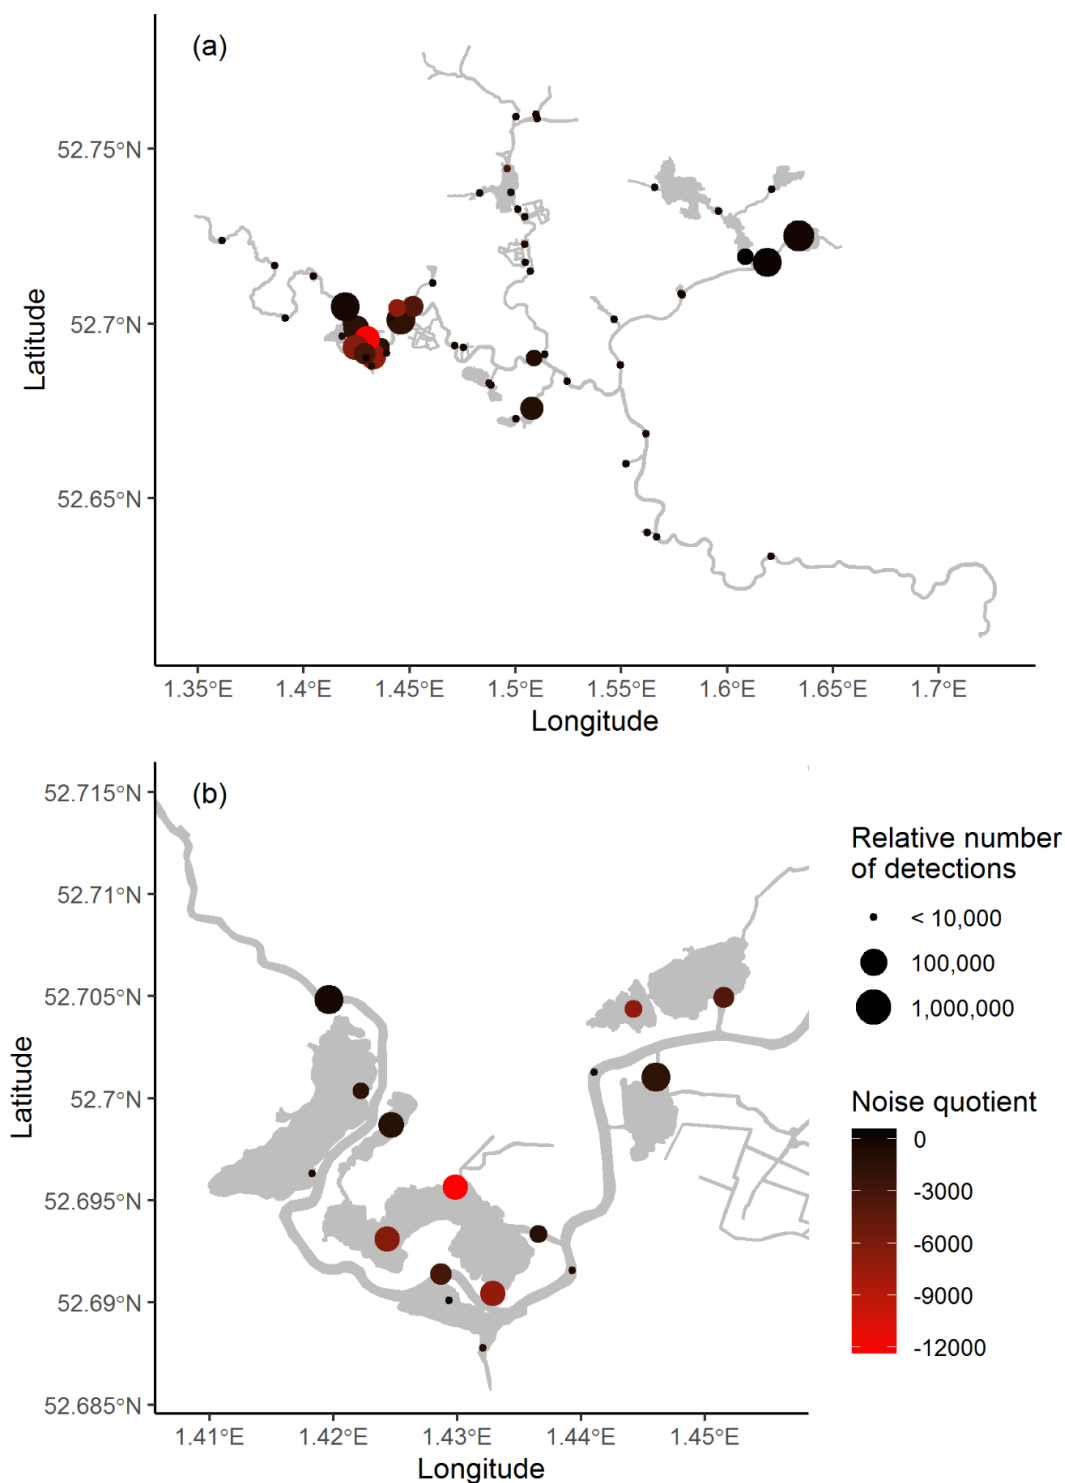 (a)
52.75°N
52.7°N
52.65°N
Latitude
1.35°E 1.4°E 1.45°E 1.5°E 1.55°E 1.6°E 1.65°E 1.7°E
Longitude
(b)
52.715°N
52.71°N
52.705°N
52.7°N
52.695°N
52.69°N
52.685°N
Latitude
1.41°E 1.42°E 1.43°E 1.44°E 1.45°E
Longitude
Relative number
of detections
< 10,000
100,000
1,000,000
Noise quotient
0
-3000
-6000
-9000
-12000